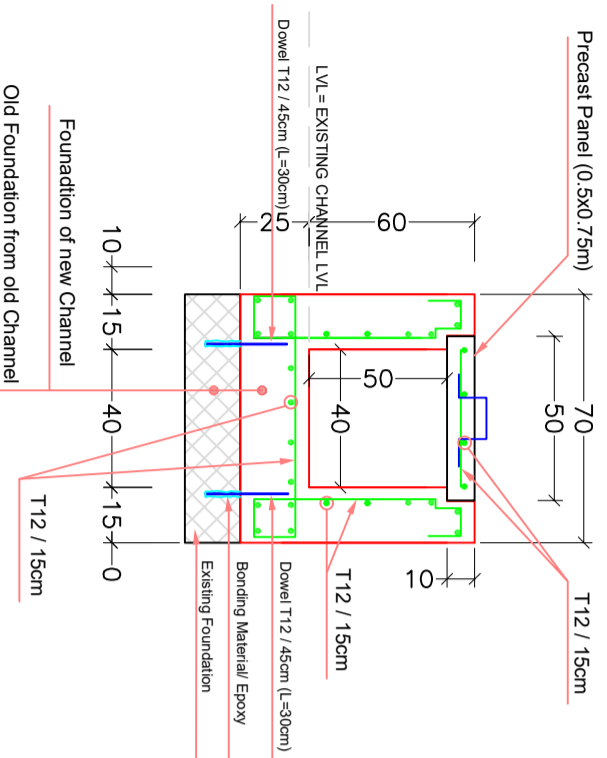 Precast Panel (0.5x0.75m)
T12 / 15cm
70
50
10
60
25
LVL= EXISTING CHANNEL LVL
50
40
T12 / 15cm
Dowel T12 / 45cm (L=30cm)
Dowel T12 / 45cm (L=30cm)
Bonding Material/ Epoxy
Existing Foundation
10
15
40
15
0
Founadtion of new Channel
Old Foundation from old Channel
T12 / 15cm